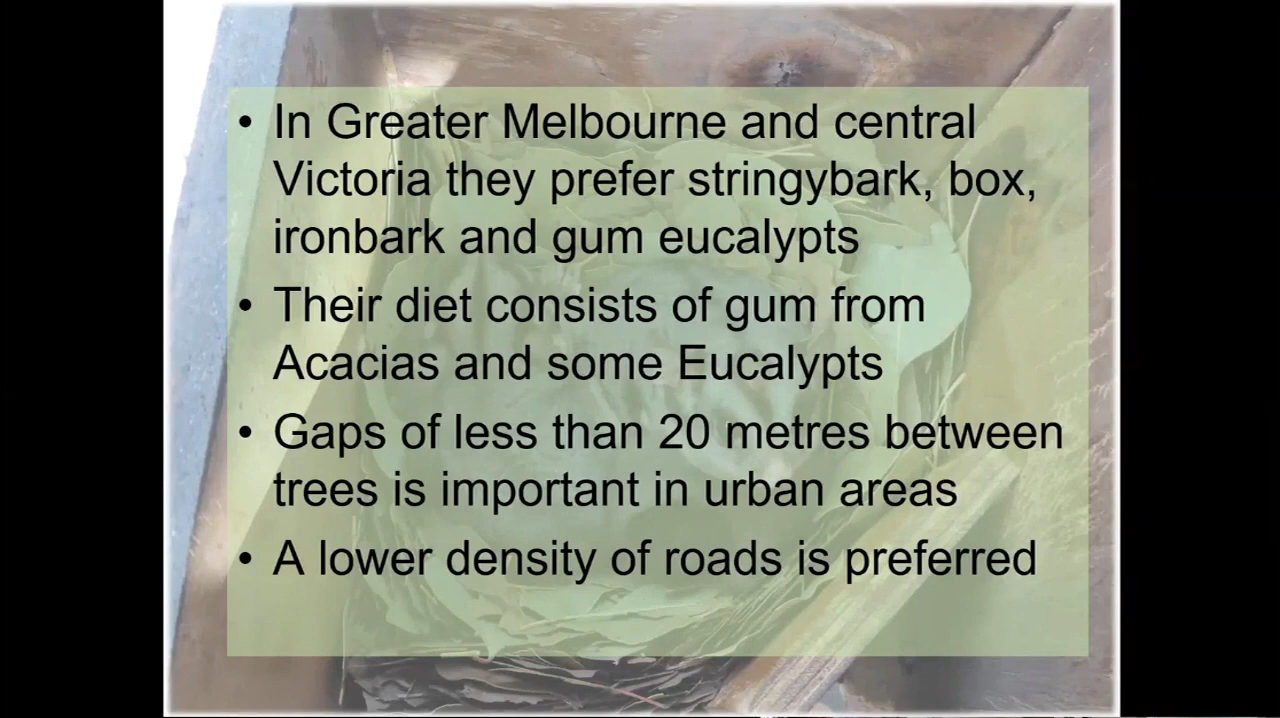 • In Greater Melbourne and central
Victoria they prefer stringybark, box,
ironbark and gum eucalypts
• Their diet consists of gum from
Acacias and some Eucalypts
• Gaps of less than 20 metres between
trees is important in urban areas
• A lower density of roads is preferred